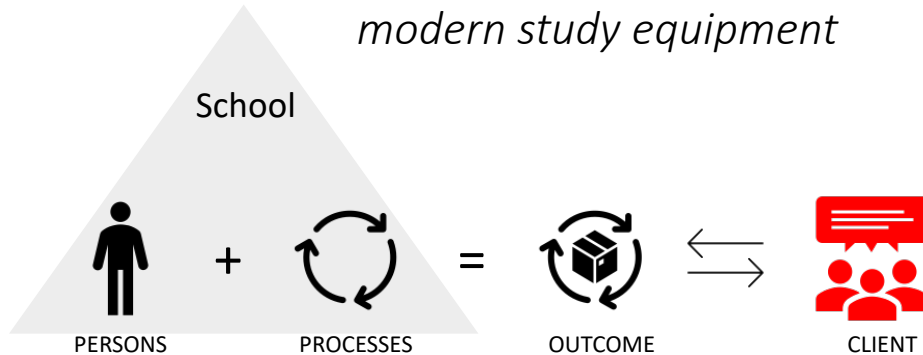 modern study equipment
School
+
=
PERSONS
PROCESSES
OUTCOME
CLIENT